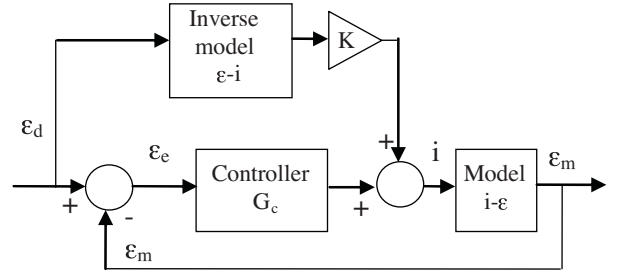 Inverse
model
ε-i
K
ε_d
+
i
ε_e
ε_m
Controller
G_c
Model
i-ε
+
-
+
ε_m